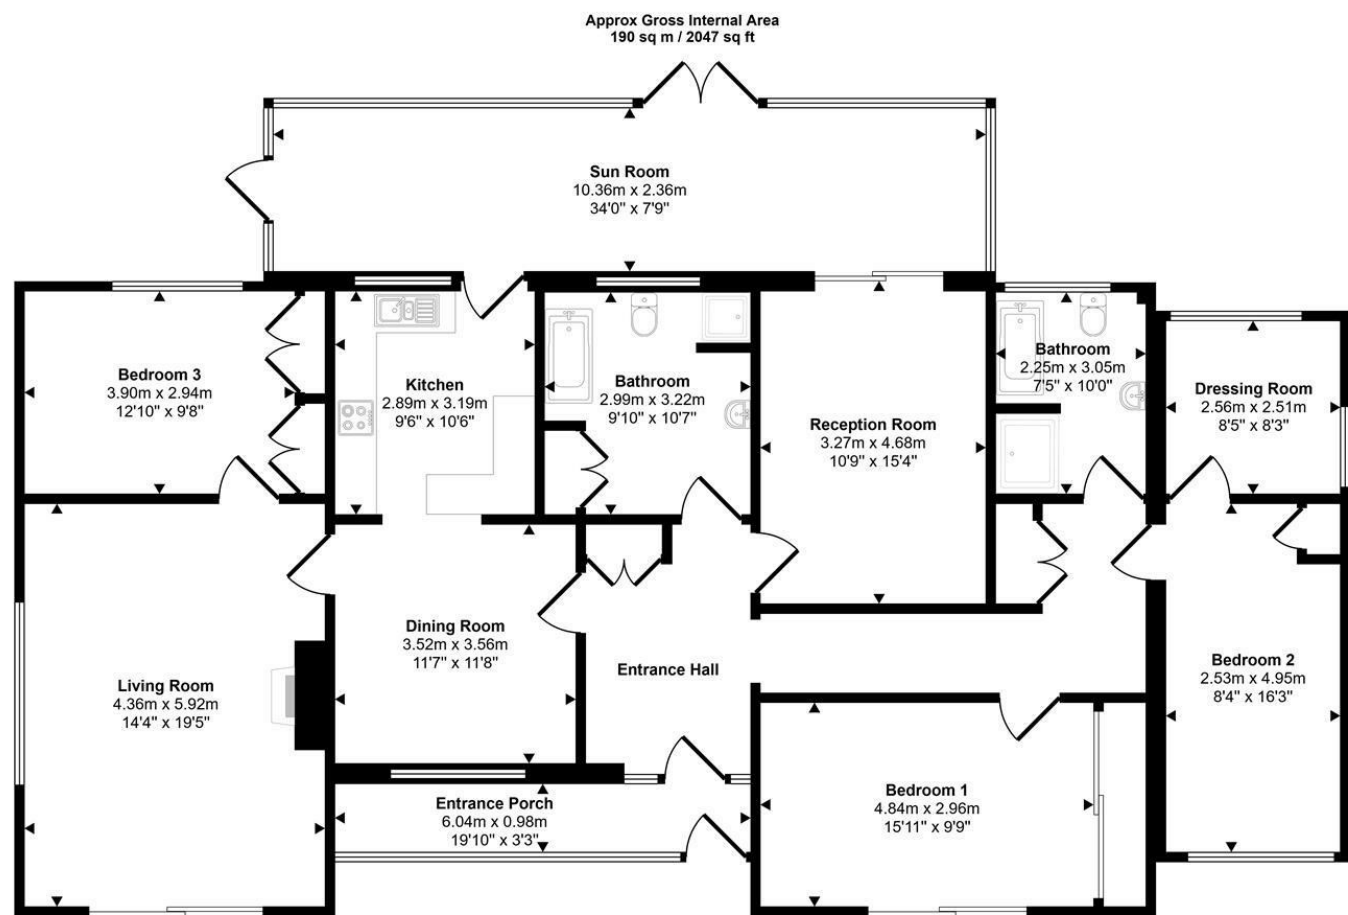 Approx Gross Internal Area
190 sq m / 2047 sq ft
Sun Room
10.36m x 2.36m
34'0" x 7'9"
Bedroom 3
3.90m x 2.94m
12'10" x 9'8"
Kitchen
2.89m x 3.19m
9'6" x 10'6"
Bathroom
2.99m x 3.22m
9'10" x 10'7"
Reception Room
3.27m x 4.68m
10'9" x 15'4"
Bathroom
2.25m x 3.05m
7'5" x 10'0"
Dressing Room
2.56m x 2.51m
8'5" x 8'3"
Living Room
4.36m x 5.92m
14'4" x 19'5"
Dining Room
3.52m x 3.56m
11'7" x 11'8"
Entrance Hall
Bedroom 2
2.53m x 4.95m
8'4" x 16'3"
Entrance Porch
6.04m x 0.98m
19'10" x 3'3"
Bedroom 1
4.84m x 2.96m
15'11" x 9'9"